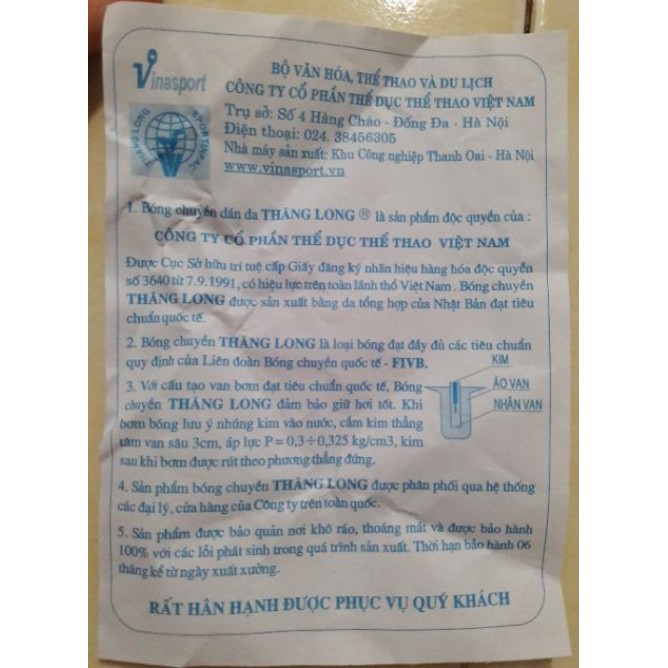 Vinasport
THĂNG LONG SPORTINFAC
BỘ VĂN HÓA, THỂ THAO VÀ DU LỊCH
CÔNG TY CỔ PHẦN THỂ DỤC THỂ THAO VIỆT NAM
Trụ sở: Số 4 Hàng Cháo - Đống Đa - Hà Nội
Điện thoại: 024. 38456305
Nhà máy sản xuất: Khu Công nghiệp Thanh Oai - Hà Nội
www.vinasport.vn
1. Bóng chuyền dán da THĂNG LONG ® là sản phẩm độc quyền của :
CÔNG TY CỔ PHẦN THỂ DỤC THỂ THAO VIỆT NAM
Được Cục Sở hữu trí tuệ cấp Giấy đăng ký nhãn hiệu hàng hóa độc quyền
số 3640 từ 7.9.1991, có hiệu lực trên toàn lãnh thổ Việt Nam . Bóng chuyền
THĂNG LONG được sản xuất bằng da tổng hợp của Nhật Bản đạt tiêu
chuẩn quốc tế.
2. Bóng chuyền THĂNG LONG là loại bóng đạt đầy đủ các tiêu chuẩn
quy định của Liên đoàn Bóng chuyền quốc tế - FIVB.
3. Với cấu tạo van bơm đạt tiêu chuẩn quốc tế, Bóng
chuyền THĂNG LONG đảm bảo giữ hơi tốt. Khi
bơm bóng lưu ý nhúng kim vào nước, cắm kim thẳng
tâm van sâu 3cm, áp lực P = 0,3 ÷ 0,325 kg/cm3, kim
sau khi bơm được rút theo phương thẳng đứng.
KIM
ÁO VAN
NHÂN VAN
4. Sản phẩm bóng chuyền THĂNG LONG được phân phối qua hệ thống
các đại lý, cửa hàng của Công ty trên toàn quốc.
5. Sản phẩm được bảo quản nơi khô ráo, thoáng mát và được bảo hành
100% với các lỗi phát sinh trong quá trình sản xuất. Thời hạn bảo hành 06
tháng kể từ ngày xuất xưởng.
RẤT HÂN HẠNH ĐƯỢC PHỤC VỤ QUÝ KHÁCH